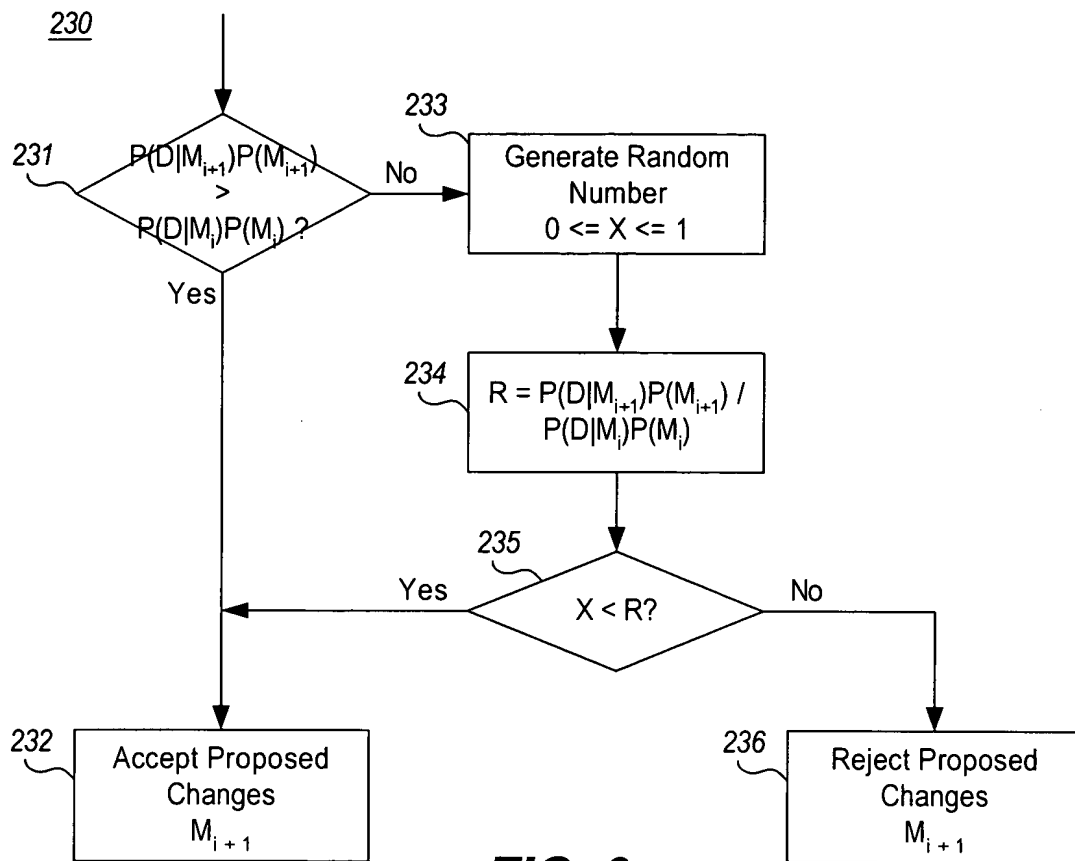 230
231
P(D|Mi+1)P(Mi+1)
>
P(D|Mi)P(Mi) ?
No
Yes
233
Generate Random
Number
0 <= X <= 1
234
R = P(D|Mi+1)P(Mi+1) /
P(D|Mi)P(Mi)
235
X < R?
Yes
No
232
Accept Proposed
Changes
Mi + 1
236
Reject Proposed
Changes
Mi + 1